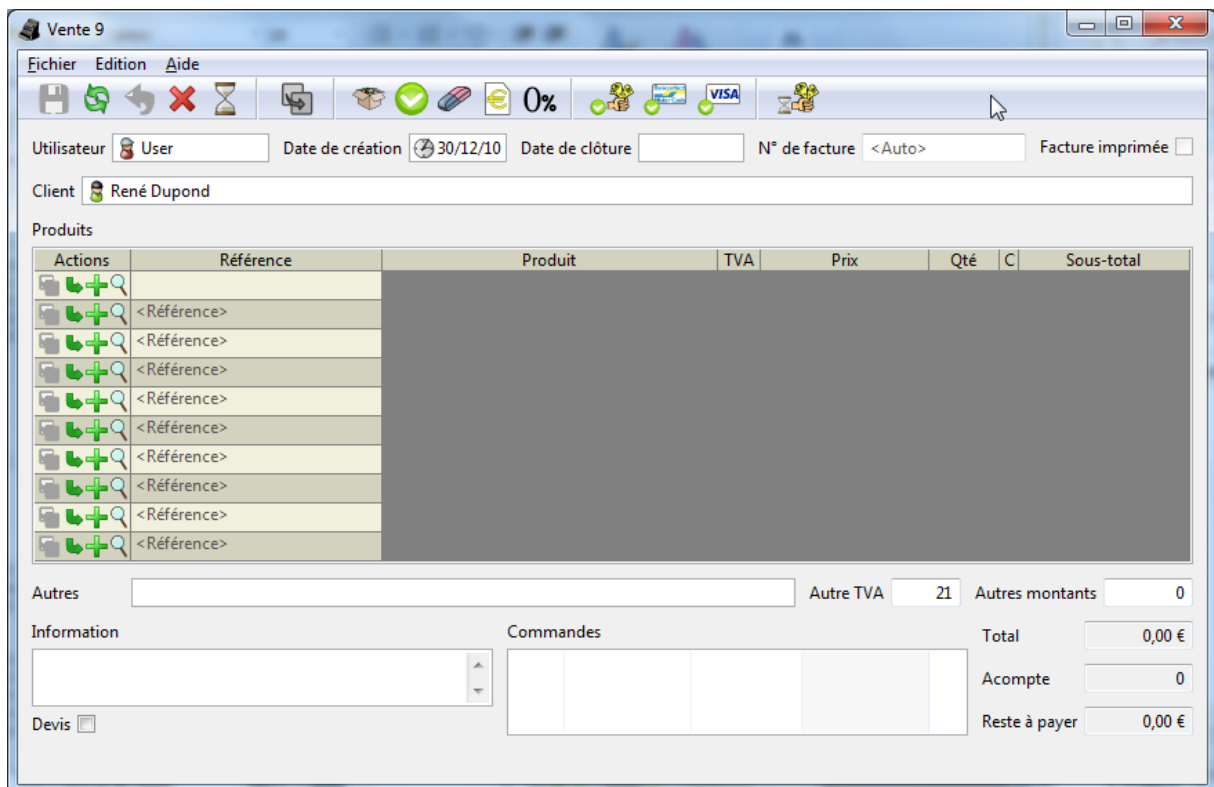 Vente 9
Fichier Edition Aide
0% VISA
Utilisateur User Date de création 30/12/10 Date de clôture N° de facture <Auto> Facture imprimée
Client René Dupond
Produits
Actions Référence Produit TVA Prix Qté C Sous-total
<Référence>
<Référence>
<Référence>
<Référence>
<Référence>
<Référence>
<Référence>
<Référence>
<Référence>
Autres Autre TVA 21 Autres montants 0
Information Commandes Total 0,00 €
Acompte 0
Devis Reste à payer 0,00 €